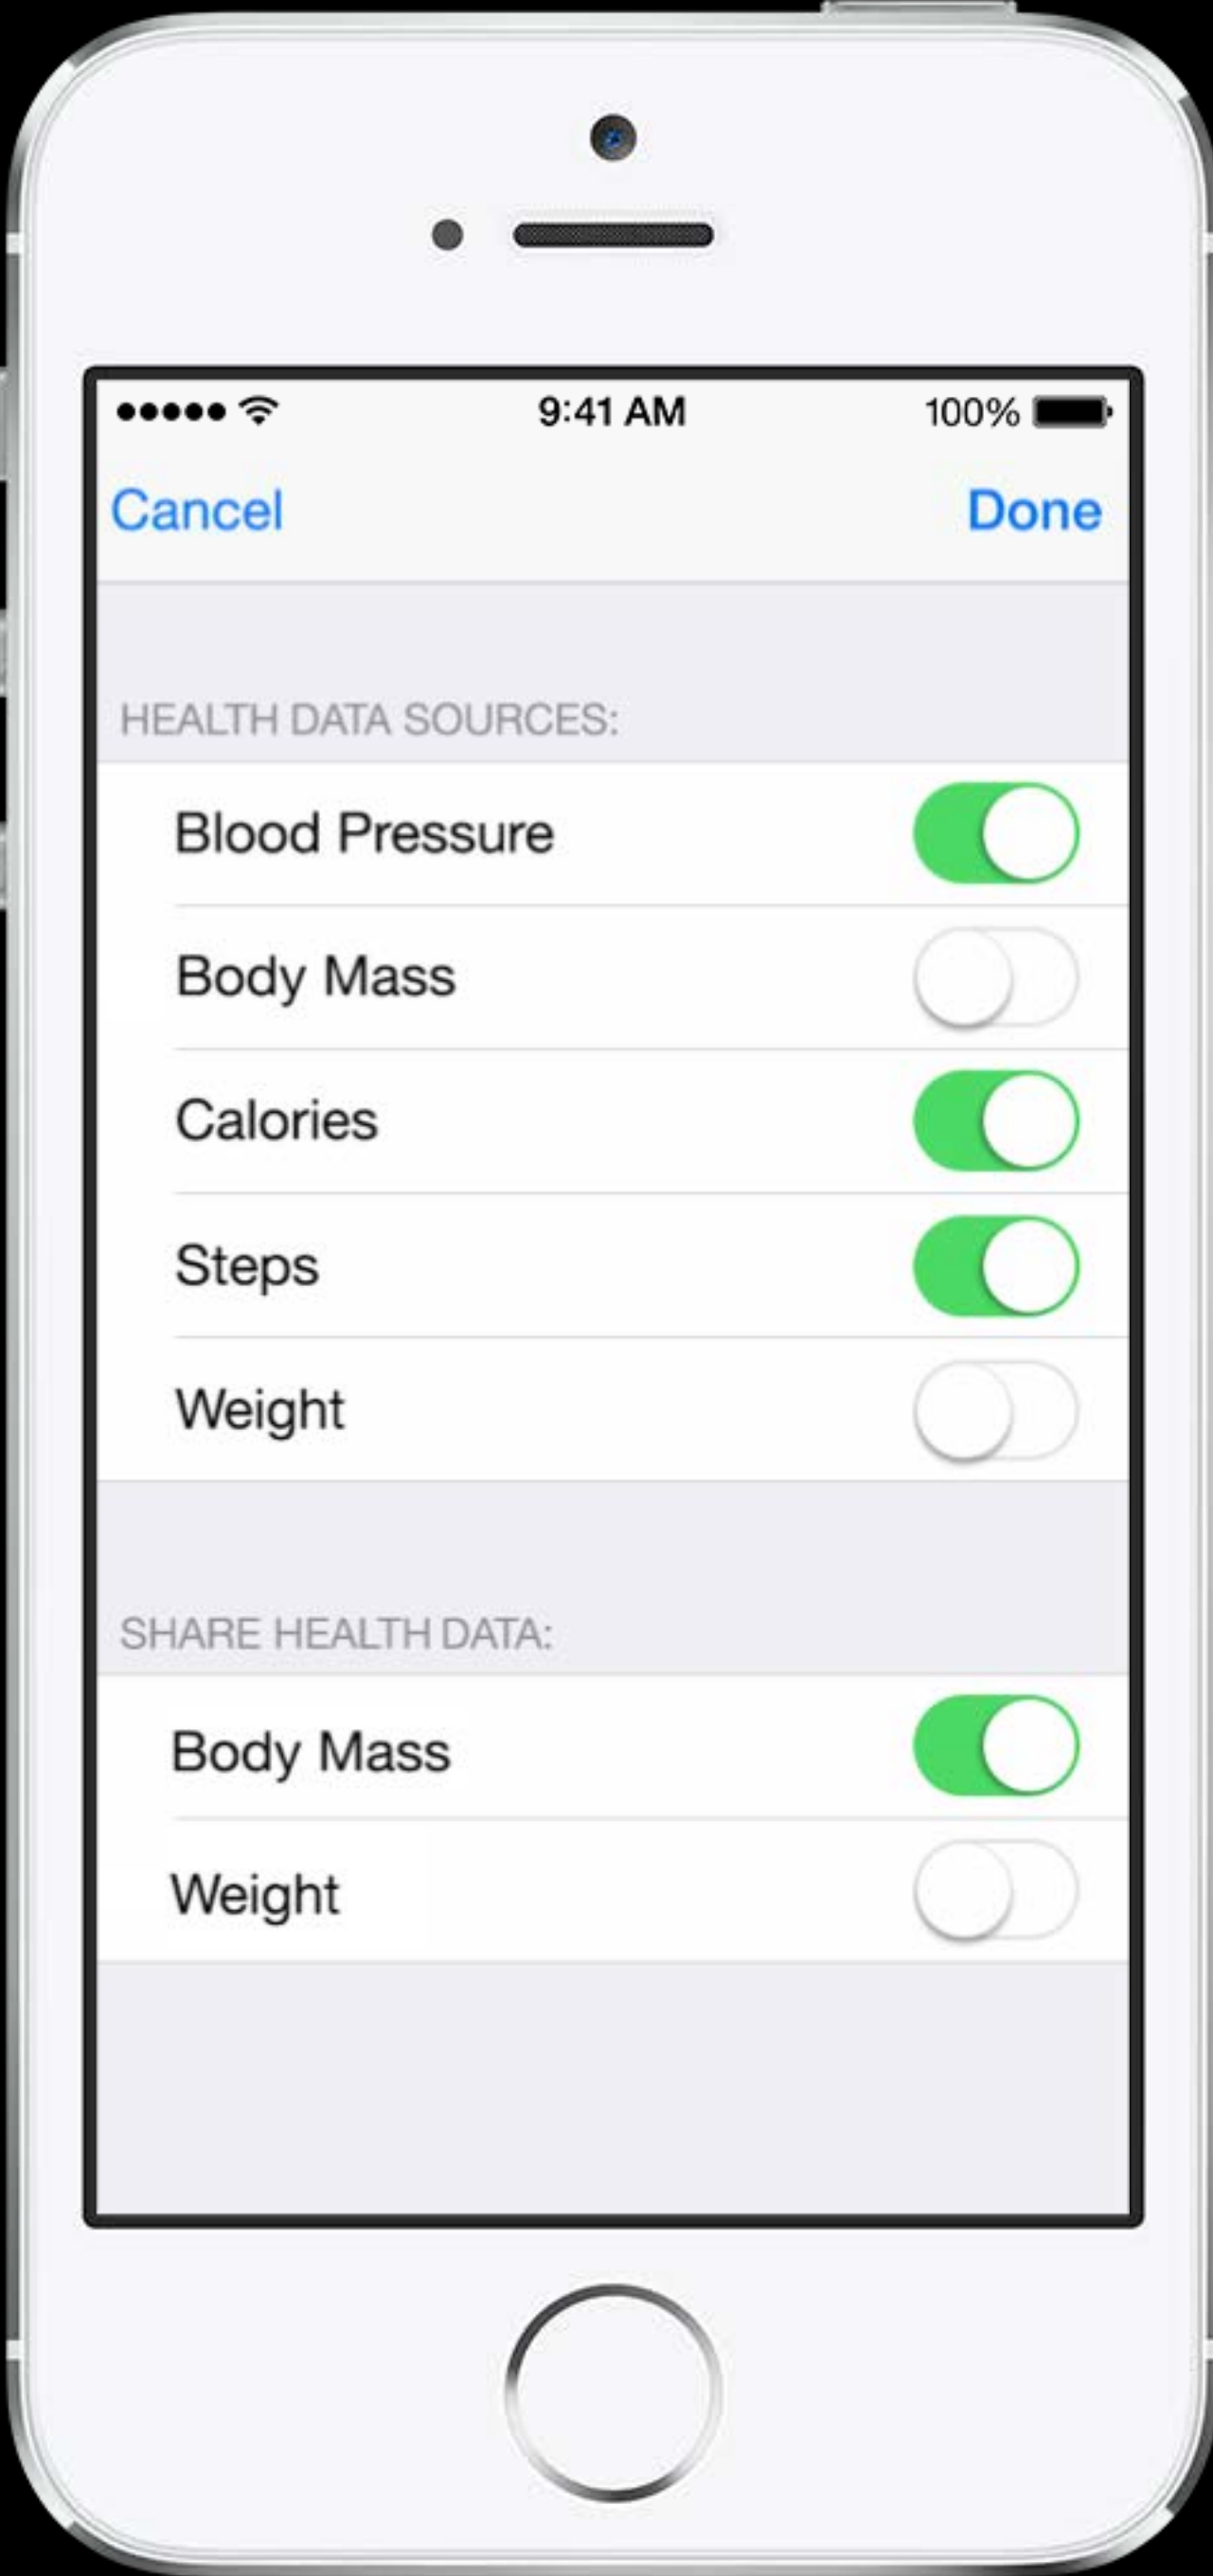 9:41 AM 100%
Cancel Done
HEALTH DATA SOURCES:
Blood Pressure
Body Mass
Calories
Steps
Weight
SHARE HEALTH DATA:
Body Mass
Weight